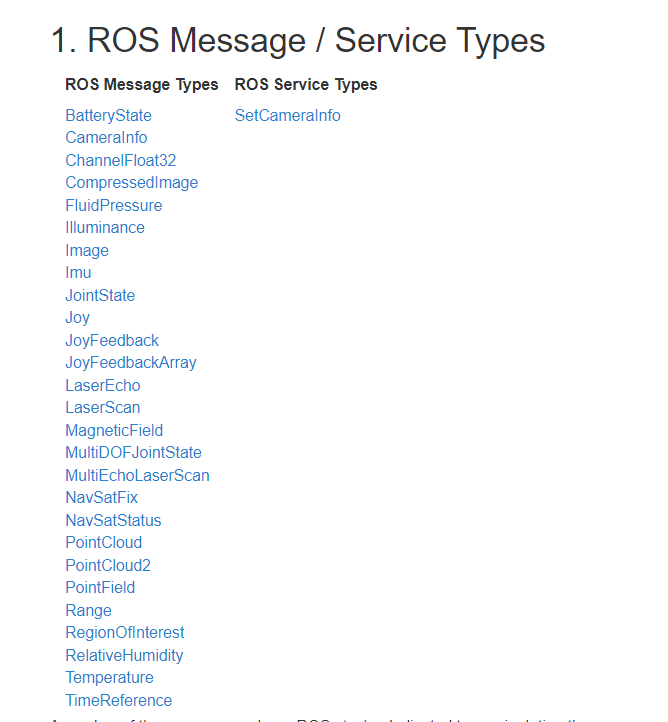 1. ROS Message / Service Types
ROS Message Types ROS Service Types
BatteryState SetCameraInfo
CameraInfo
ChannelFloat32
CompressedImage
FluidPressure
Illuminance
Image
Imu
JointState
Joy
JoyFeedback
JoyFeedbackArray
LaserEcho
LaserScan
MagneticField
MultiDOFJointState
MultiEchoLaserScan
NavSatFix
NavSatStatus
PointCloud
PointCloud2
PointField
Range
RegionOfInterest
RelativeHumidity
Temperature
TimeReference